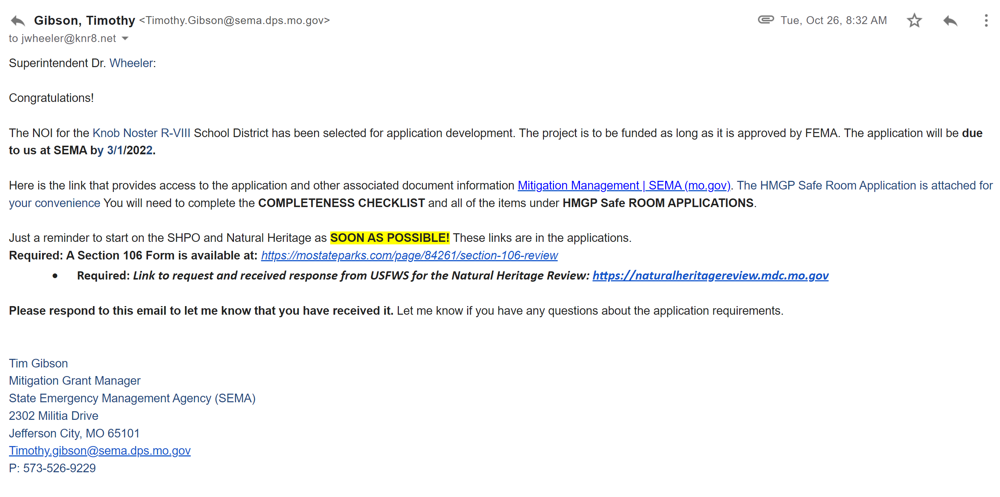 Gibson, Timothy <Timothy.Gibson@sema.dps.mo.gov> Tue, Oct 26, 8:32 AM
to jwheeler@knr8.net
Superintendent Dr. Wheeler:
Congratulations!
The NOI for the Knob Noster R-VIII School District has been selected for application development. The project is to be funded as long as it is approved by FEMA. The application will be due
to us at SEMA by 3/1/2022.
Here is the link that provides access to the application and other associated document information Mitigation Management | SEMA (mo.gov). The HMGP Safe Room Application is attached for
your convenience You will need to complete the COMPLETENESS CHECKLIST and all of the items under HMGP Safe ROOM APPLICATIONS.
Just a reminder to start on the SHPO and Natural Heritage as SOON AS POSSIBLE! These links are in the applications.
Required: A Section 106 Form is available at: https://mostateparks.com/page/84261/section-106-review
• Required: Link to request and received response from USFWS for the Natural Heritage Review: https://naturalheritagereview.mdc.mo.gov
Please respond to this email to let me know that you have received it. Let me know if you have any questions about the application requirements.
Tim Gibson
Mitigation Grant Manager
State Emergency Management Agency (SEMA)
2302 Militia Drive
Jefferson City, MO 65101
Timothy.gibson@sema.dps.mo.gov
P: 573-526-9229